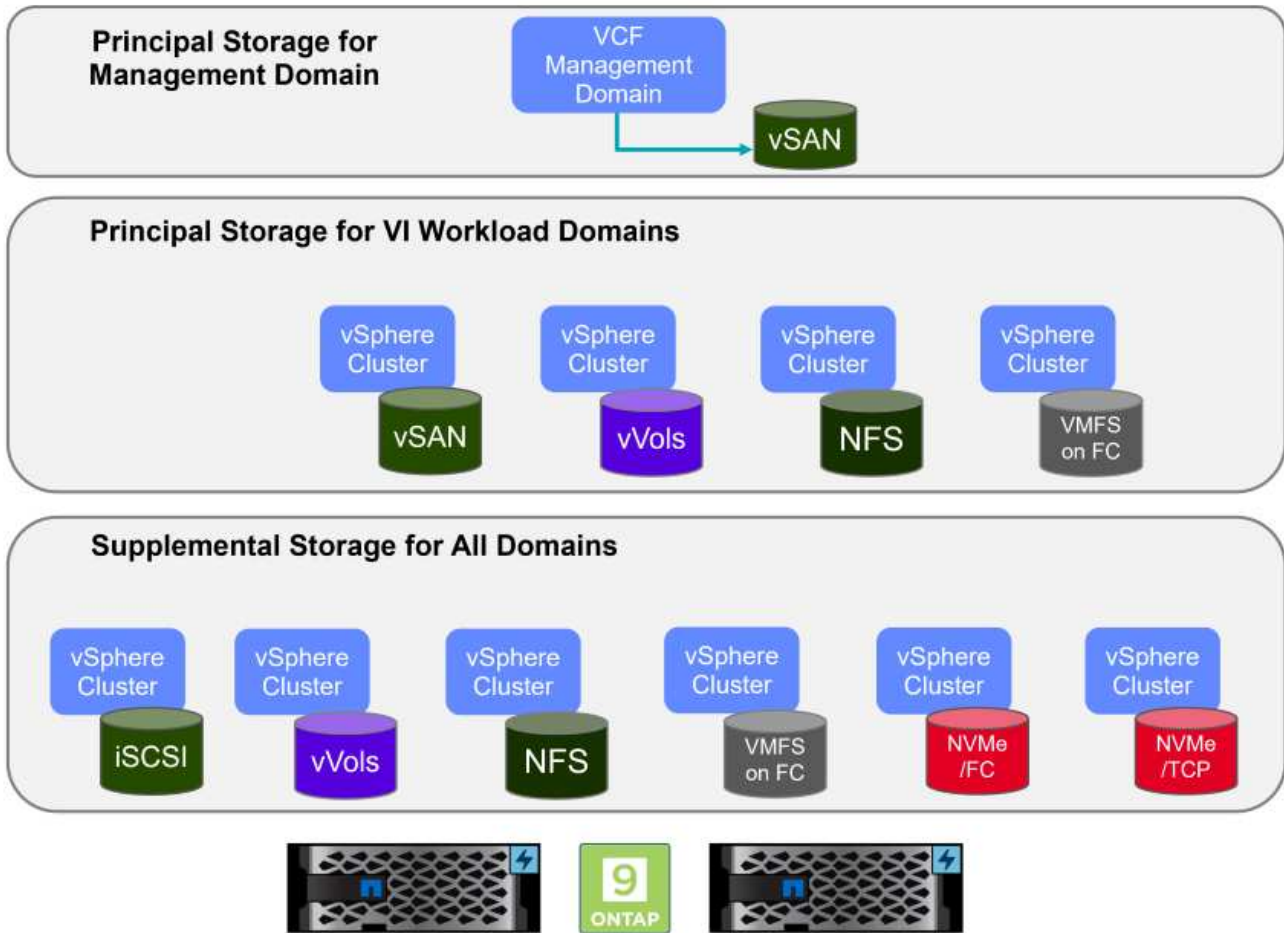 Principal Storage for
Management Domain
VCF
Management
Domain
vSAN
Principal Storage for VI Workload Domains
vSphere
Cluster
vSAN
vSphere
Cluster
vVols
vSphere
Cluster
NFS
vSphere
Cluster
VMFS
on FC
Supplemental Storage for All Domains
vSphere
Cluster
iSCSI
vSphere
Cluster
vVols
vSphere
Cluster
NFS
vSphere
Cluster
VMFS
on FC
vSphere
Cluster
NVMe
/FC
vSphere
Cluster
NVMe
/TCP
9
ONTAP